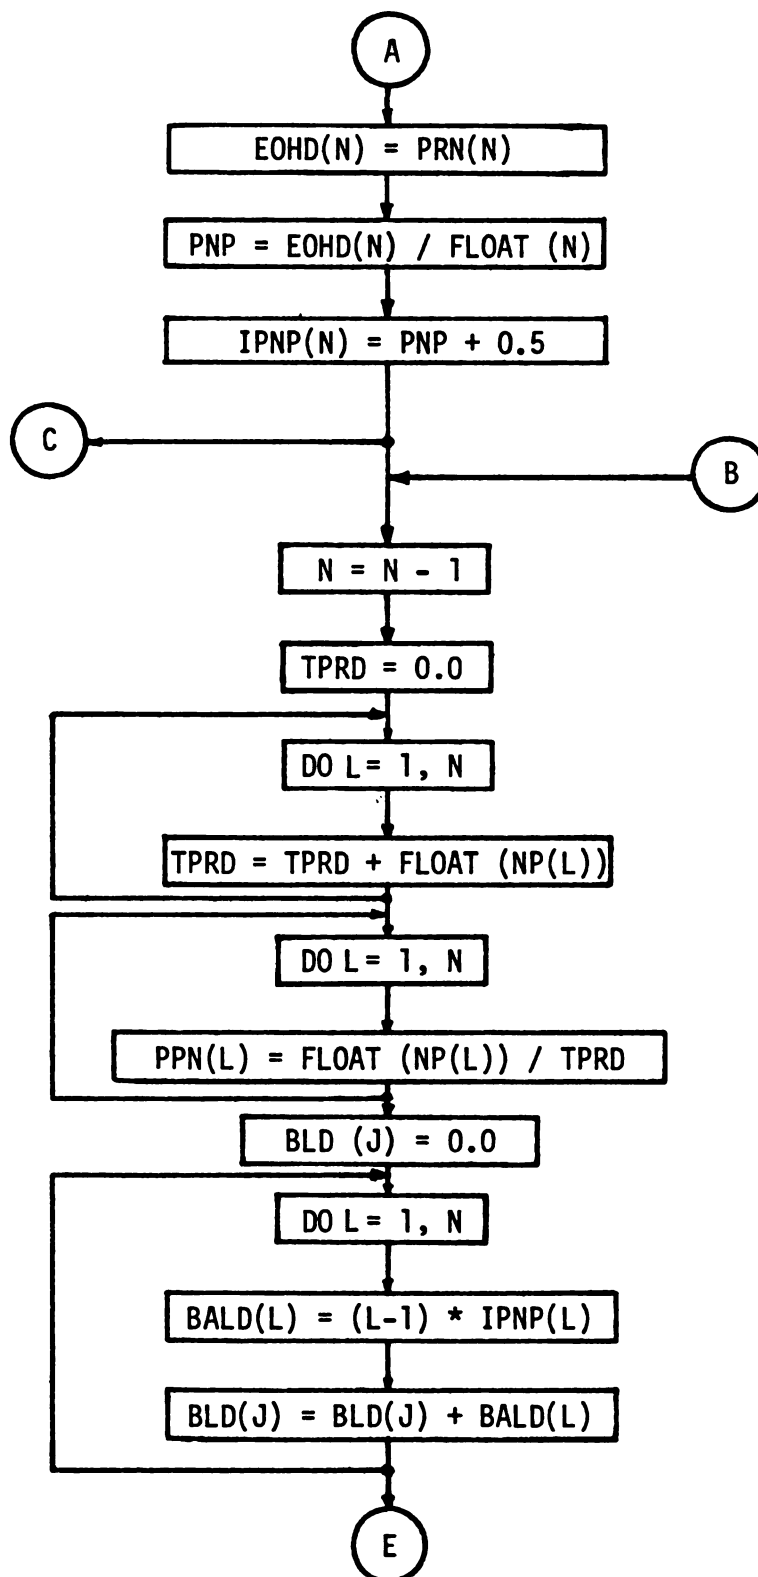 A
EOHD(N) = PRN(N)
PNP = EOHD(N) / FLOAT (N)
IPNP(N) = PNP + 0.5
C
B
N = N - 1
TPRD = 0.0
DO L = 1, N
TPRD = TPRD + FLOAT (NP(L))
DO L = 1, N
PPN(L) = FLOAT (NP(L)) / TPRD
BLD (J) = 0.0
DO L = 1, N
BALD(L) = (L-1) * IPNP(L)
BLD(J) = BLD(J) + BALD(L)
E